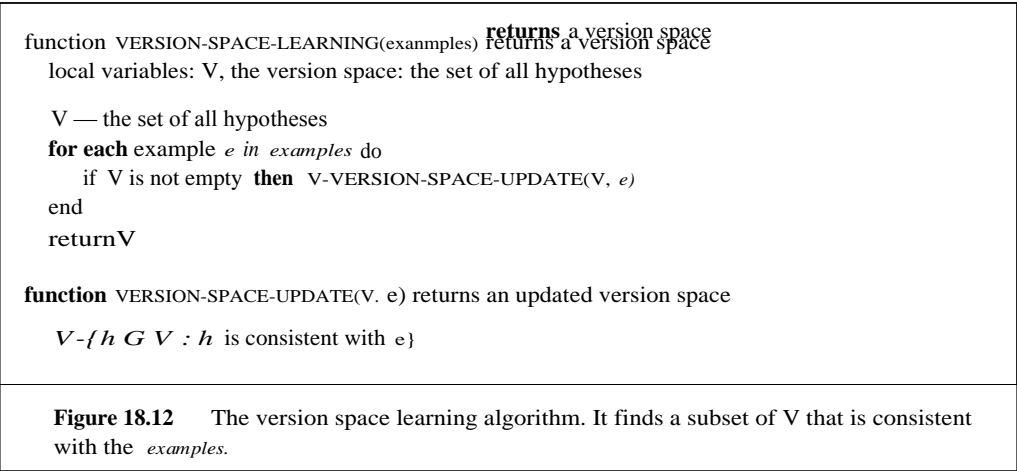 function VERSION-SPACE-LEARNING(exanmples) returns a version space returns a version space
local variables: V, the version space: the set of all hypotheses
V — the set of all hypotheses
for each example e in examples do
if V is not empty then V-VERSION-SPACE-UPDATE(V, e)
end
returnV
function VERSION-SPACE-UPDATE(V. e) returns an updated version space
V-{h G V : h is consistent with e}
Figure 18.12 The version space learning algorithm. It finds a subset of V that is consistent
with the examples.